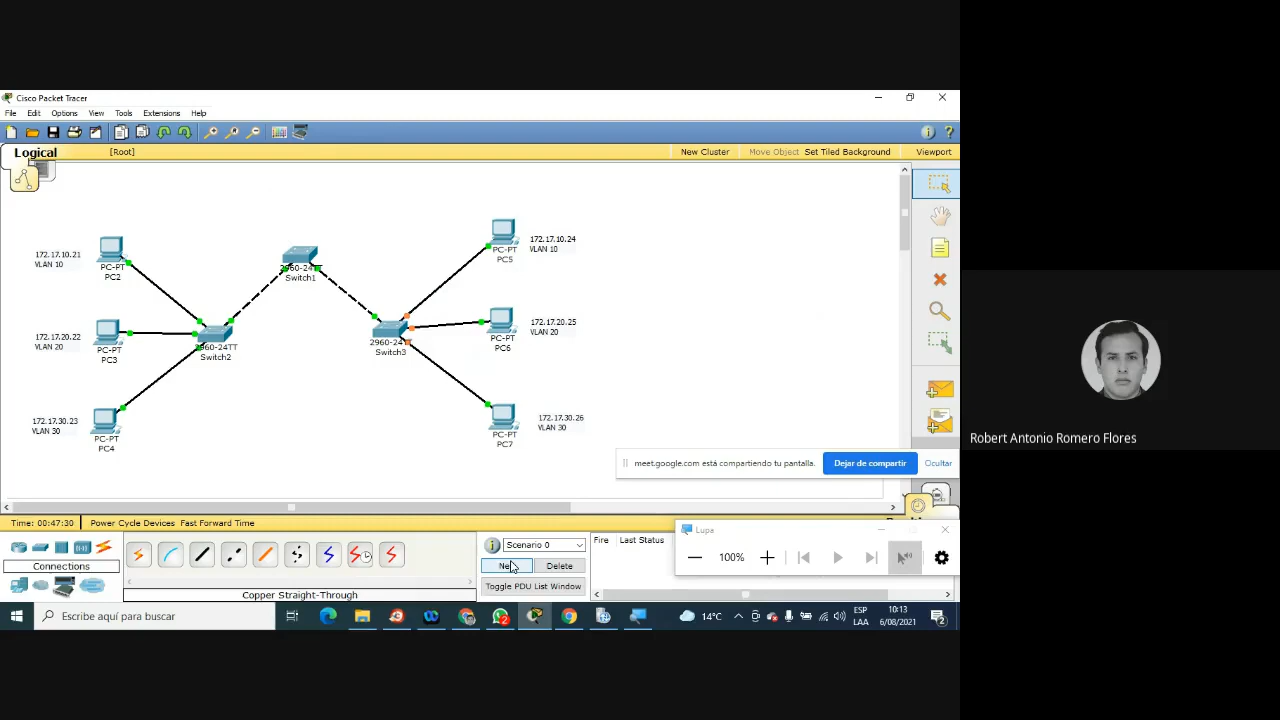 Cisco Packet Tracer
File Edit Options View Tools Extensions Help
Logical [Root] New Cluster Move Object Set Tiled Background Viewport
172.17.10.21
VLAN 10
PC-PT
PC2
2960-24TT
Switch1
PC-PT
PC5
172.17.10.24
VLAN 10
172.17.20.22
VLAN 20
PC-PT
PC3
2960-24TT
Switch2
2960-24TT
Switch3
PC-PT
PC6
172.17.20.25
VLAN 20
172.17.30.23
VLAN 30
PC-PT
PC4
PC-PT
PC7
172.17.30.26
VLAN 30
Robert Antonio Romero Flores
meet.google.com está compartiendo tu pantalla. Dejar de compartir Ocultar
Time: 00:47:30 Power Cycle Devices Fast Forward Time
Lupa
100%
Connections
Copper Straight-Through
Scenario 0
New Delete
Toggle PDU List Window
Fire Last Status
Escribe aquí para buscar
14°C
ESP
LAA
10:13
6/08/2021
2